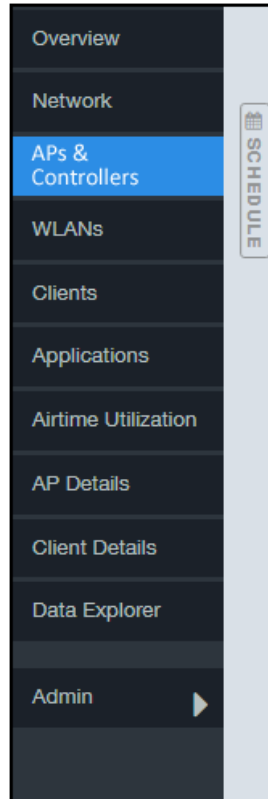 Overview
Network
APs &
Controllers
WLANs
Clients
Applications
Airtime Utilization
AP Details
Client Details
Data Explorer
Admin
SCHEDULE